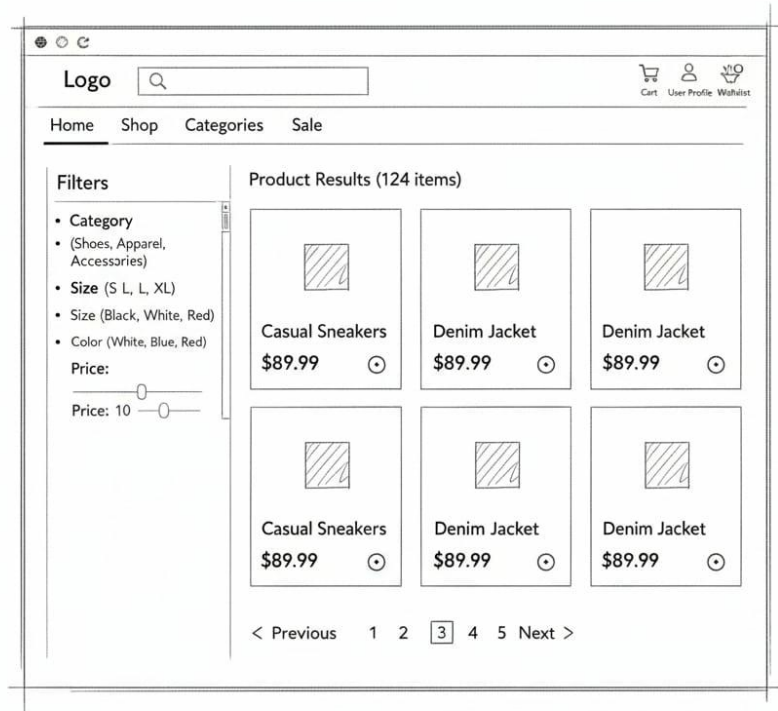 Logo
Cart User Profile
Home Shop Categories Sale
Filters
• Category
• (Shoes, Apparel,
Accessories)
• Size (S L, L, XL)
• Size (Black, White, Red)
• Color (White, Blue, Red)
Price:
Price: 10
Product Results (124 items)
Casual Sneakers Denim Jacket Denim Jacket
$89.99 $89.99 $89.99
Casual Sneakers Denim Jacket Denim Jacket
$89.99 $89.99 $89.99
< Previous 1 2 3 4 5 Next >